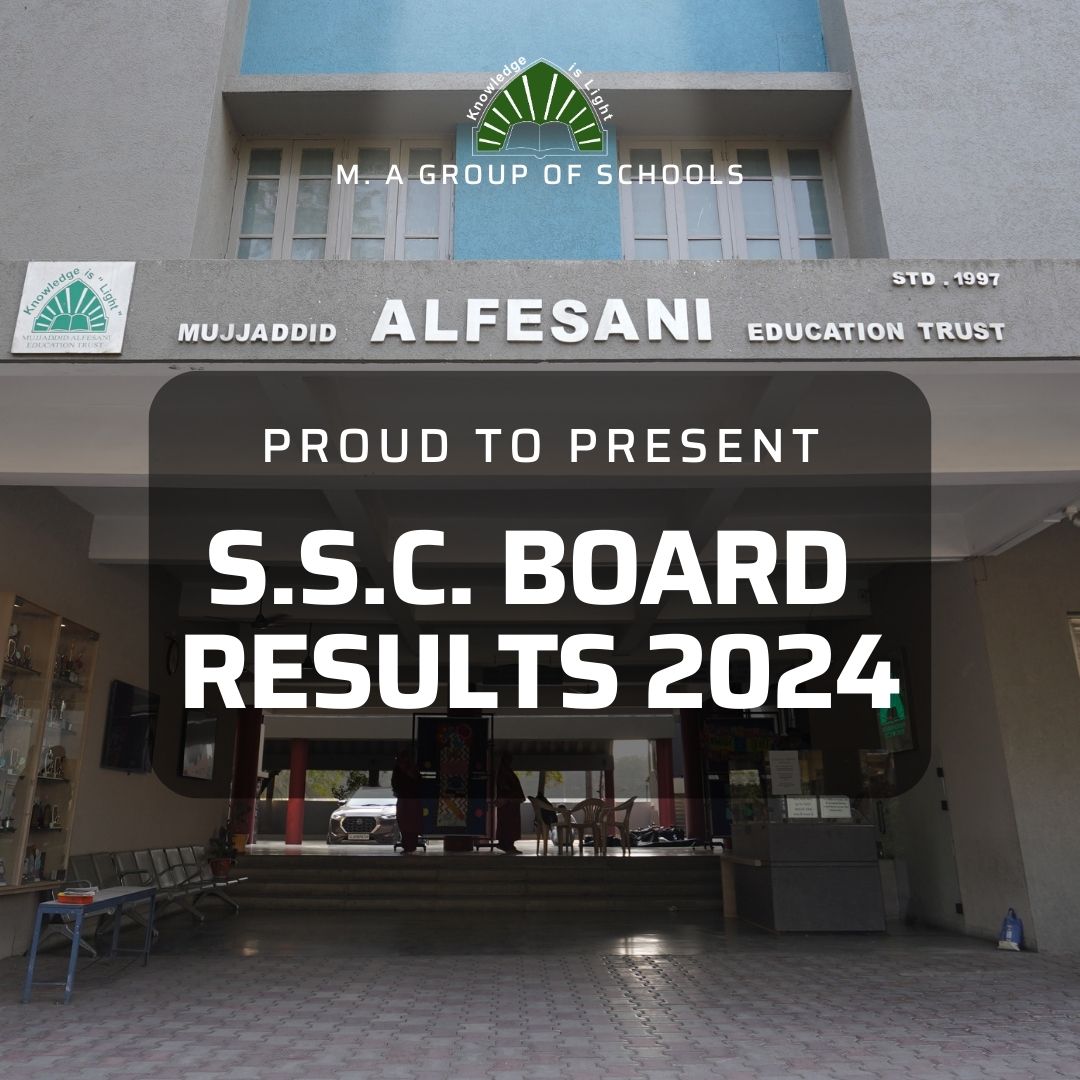 Knowledge is Light
M. A GROUP OF SCHOOLS
STD . 1997
Knowledge is "Light"
MUJJADDID ALFESANI EDUCATION TRUST
MUJJADDID-ALFESANI
EDUCATION TRUST
PROUD TO PRESENT
S.S.C. BOARD
RESULTS 2024